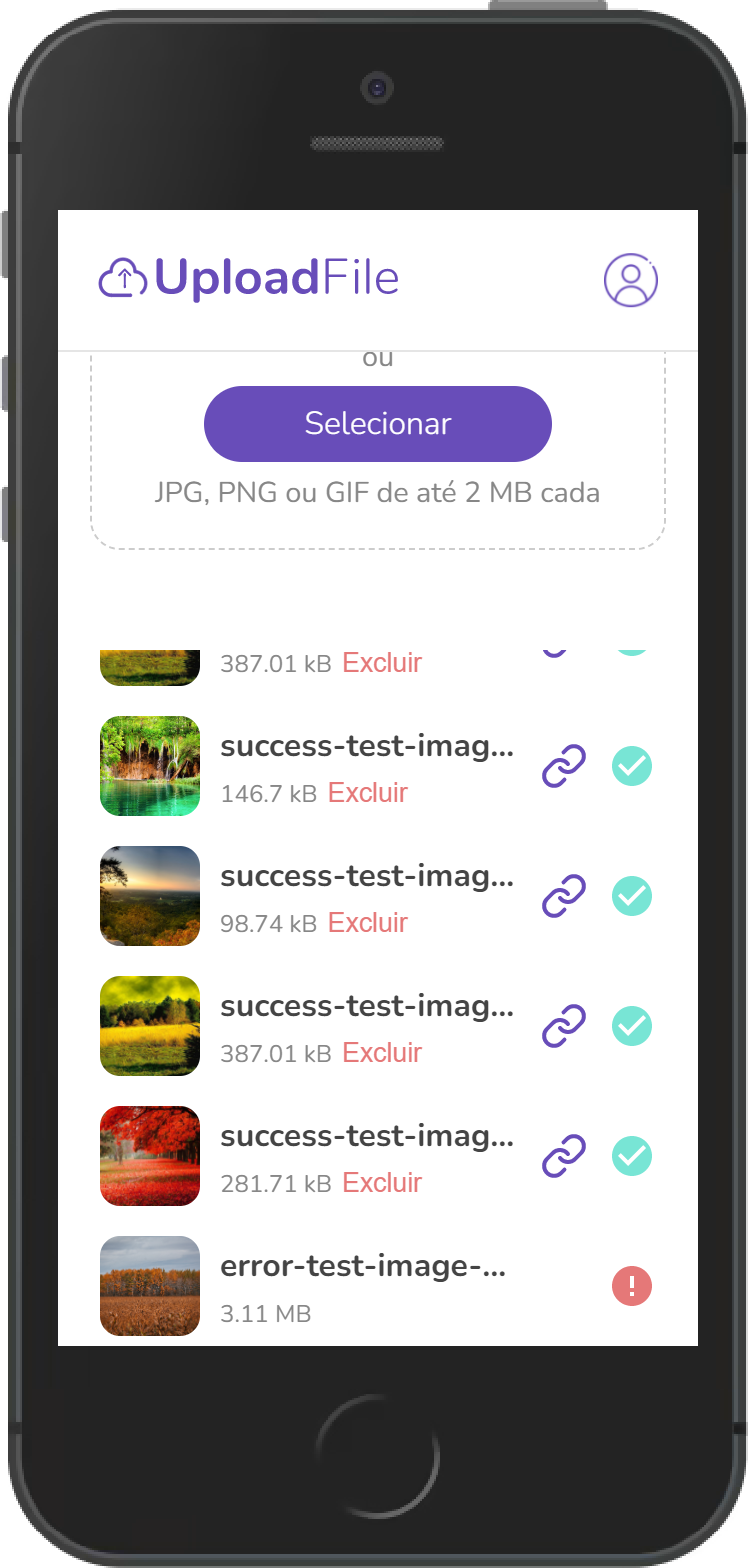 UploadFile
ou
Selecionar
JPG, PNG ou GIF de até 2 MB cada
387.01 kB Excluir
success-test-imag...
146.7 kB Excluir
success-test-imag...
98.74 kB Excluir
success-test-imag...
387.01 kB Excluir
success-test-imag...
281.71 kB Excluir
error-test-image-...
3.11 MB